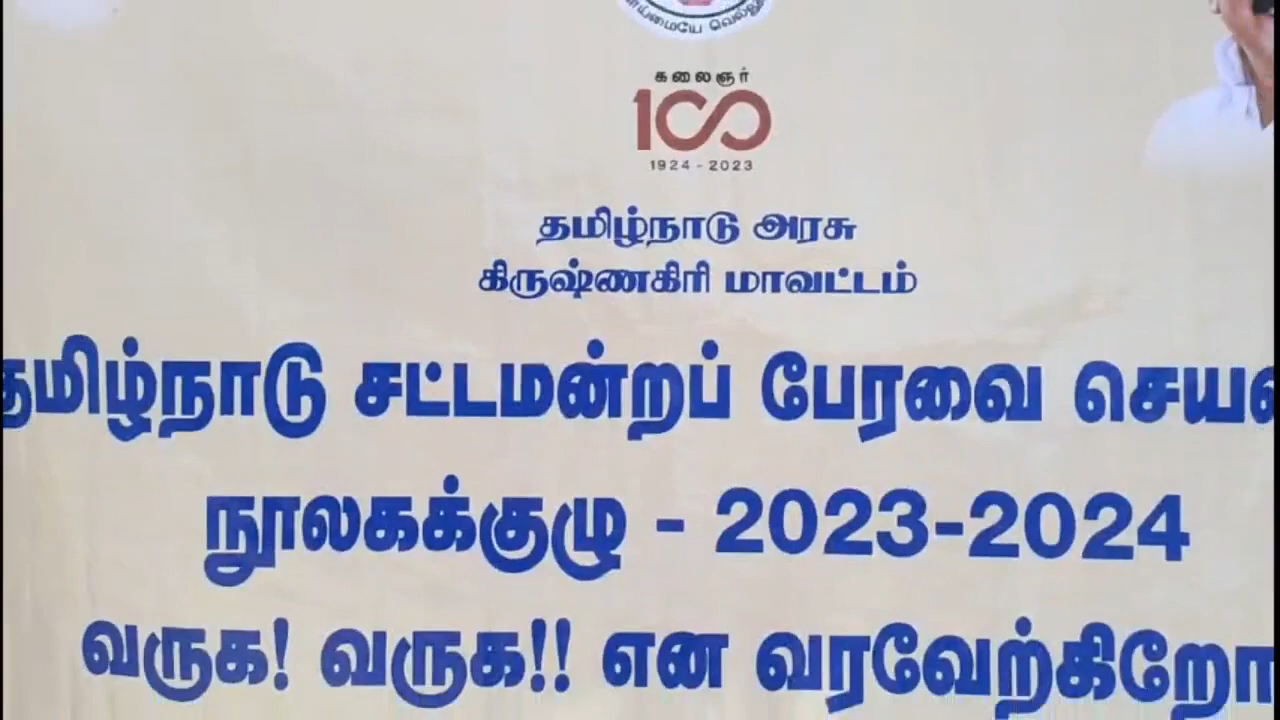 வாய்மையே வெல்லும்
கலைஞர்
100
1924 - 2023
தமிழ்நாடு அரசு
கிருஷ்ணகிரி மாவட்டம்
தமிழ்நாடு சட்டமன்றப் பேரவை
நூலகக்குழு - 2023-2024
வருக! வருக!! என